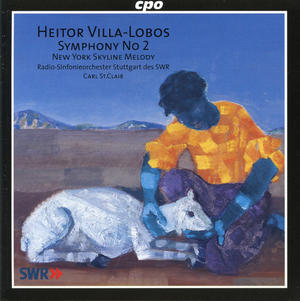 cpo
HEITOR VILLA-LOBOS
SYMPHONY NO 2
NEW YORK SKYLINE MELODY
Radio-Sinfonieorchester Stuttgart des SWR
CARL ST.CLAIR
SWR